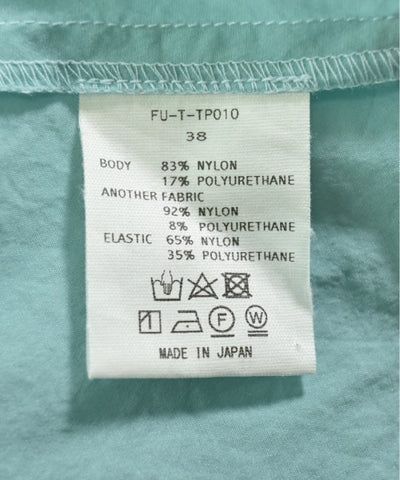 FU-T-TP010
38
BODY 83% NYLON
17% POLYURETHANE
ANOTHER FABRIC
92% NYLON
8% POLYURETHANE
ELASTIC 65% NYLON
35% POLYURETHANE
F W
MADE IN JAPAN